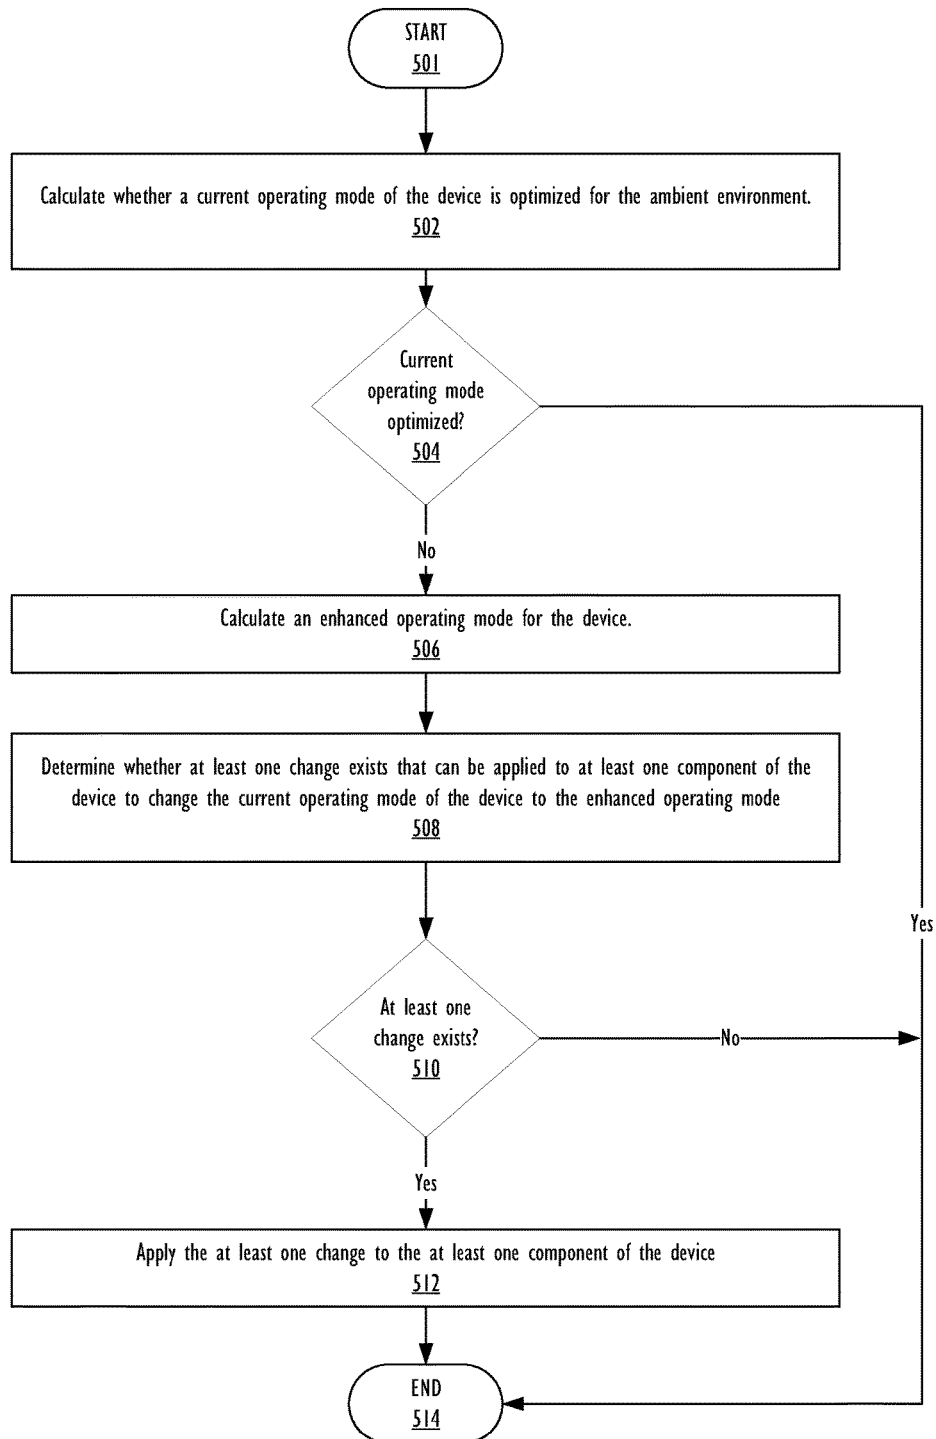 START
501
Calculate whether a current operating mode of the device is optimized for the ambient environment.
502
Current
operating mode
optimized?
504
No
Calculate an enhanced operating mode for the device.
506
Determine whether at least one change exists that can be applied to at least one component of the
device to change the current operating mode of the device to the enhanced operating mode
508
Yes
At least one
change exists?
510
No
Yes
Apply the at least one change to the at least one component of the device
512
END
514